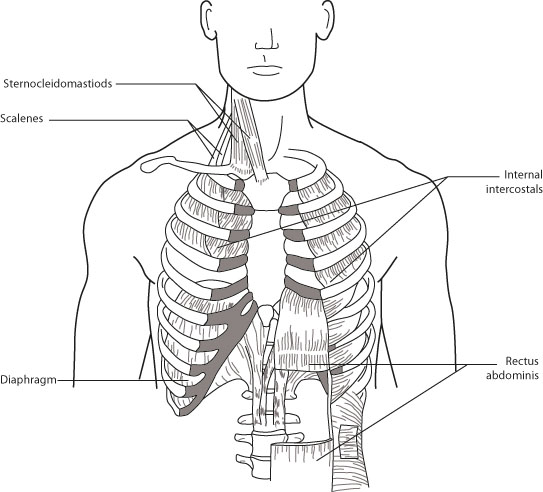 Sternocleidomastiods
Scalenes
Internal
intercostals
Diaphragm
Rectus
abdominis